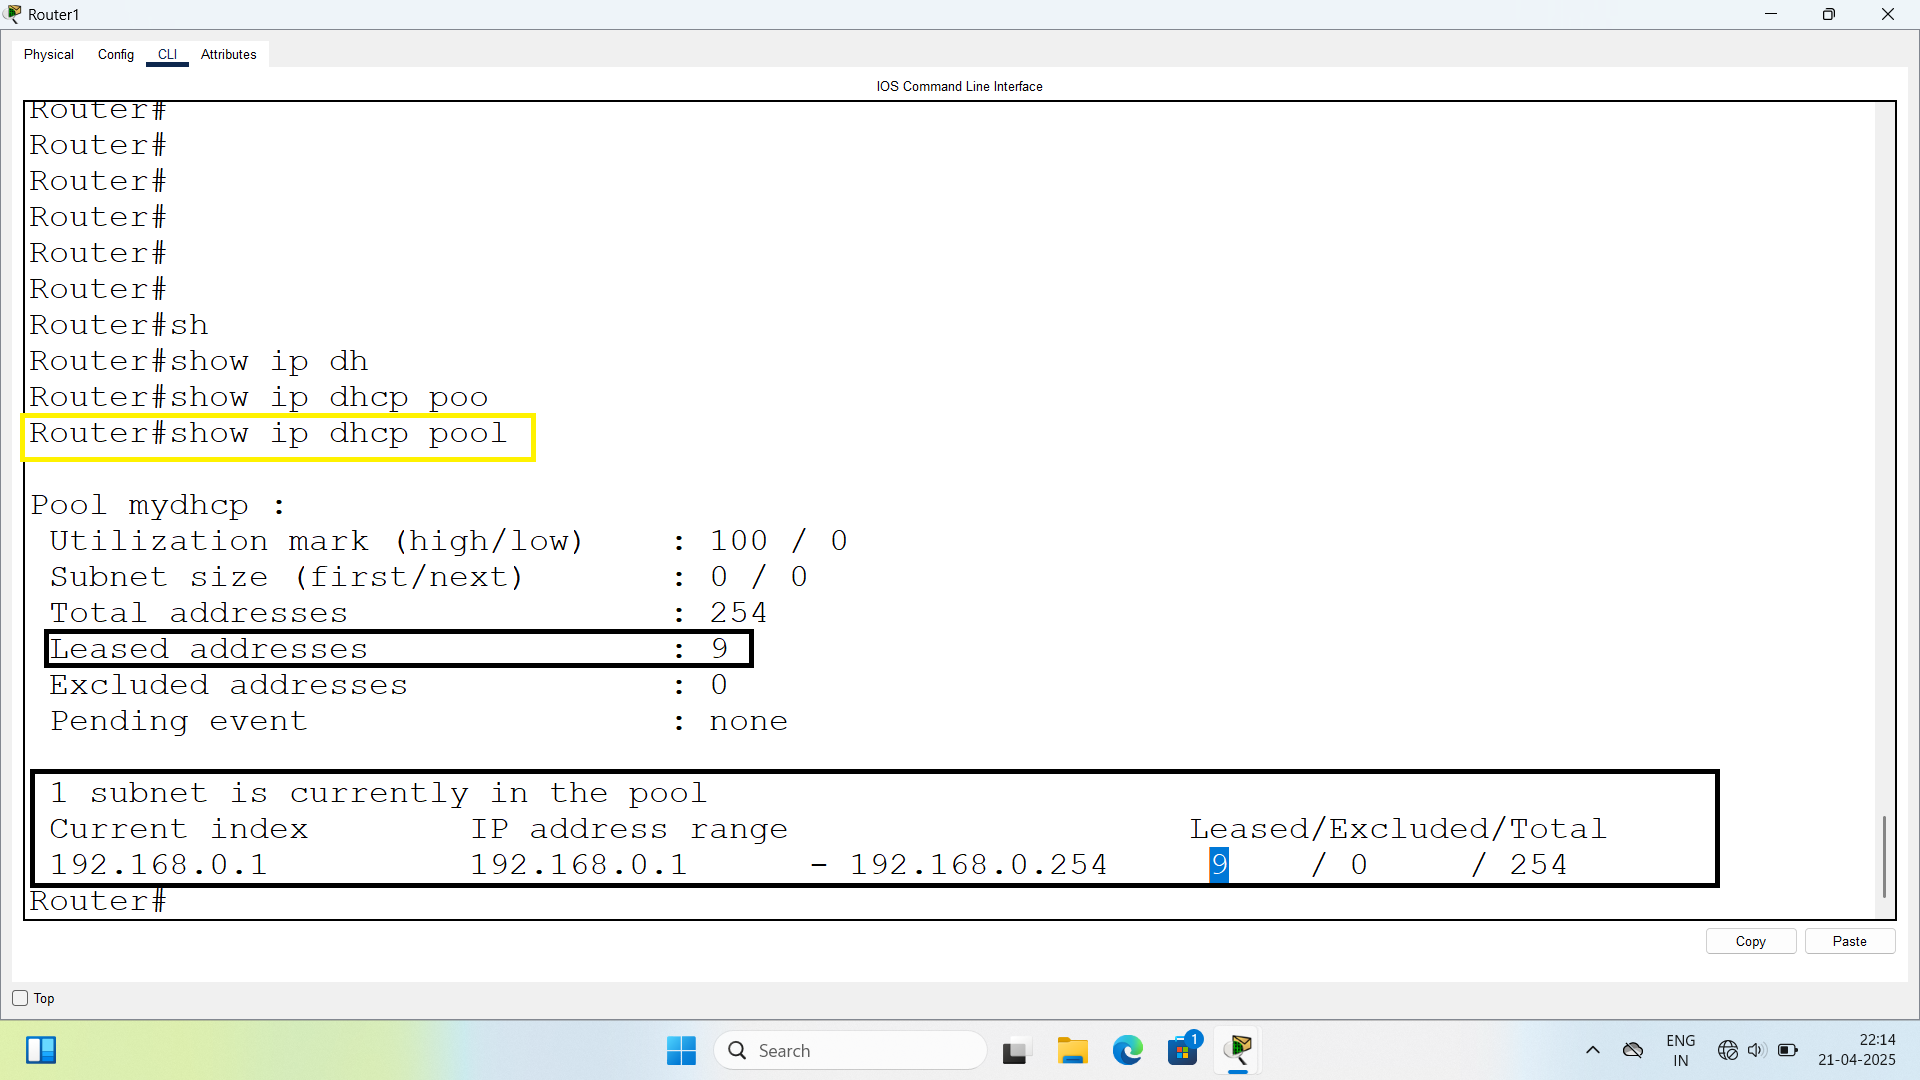 Router1
Physical Config CLI Attributes
IOS Command Line Interface
Router#
Router#
Router#
Router#
Router#
Router#
Router#sh
Router#show ip dh
Router#show ip dhcp poo
Router#show ip dhcp pool
Pool mydhcp :
Utilization mark (high/low) : 100 / 0
Subnet size (first/next) : 0 / 0
Total addresses : 254
Leased addresses : 9
Excluded addresses : 0
Pending event : none
1 subnet is currently in the pool
Current index IP address range Leased/Excluded/Total
192.168.0.1 192.168.0.1 - 192.168.0.254 9 / 0 / 254
Router#
Copy Paste
Top
Search
1
ENG
IN
22:14
21-04-2025